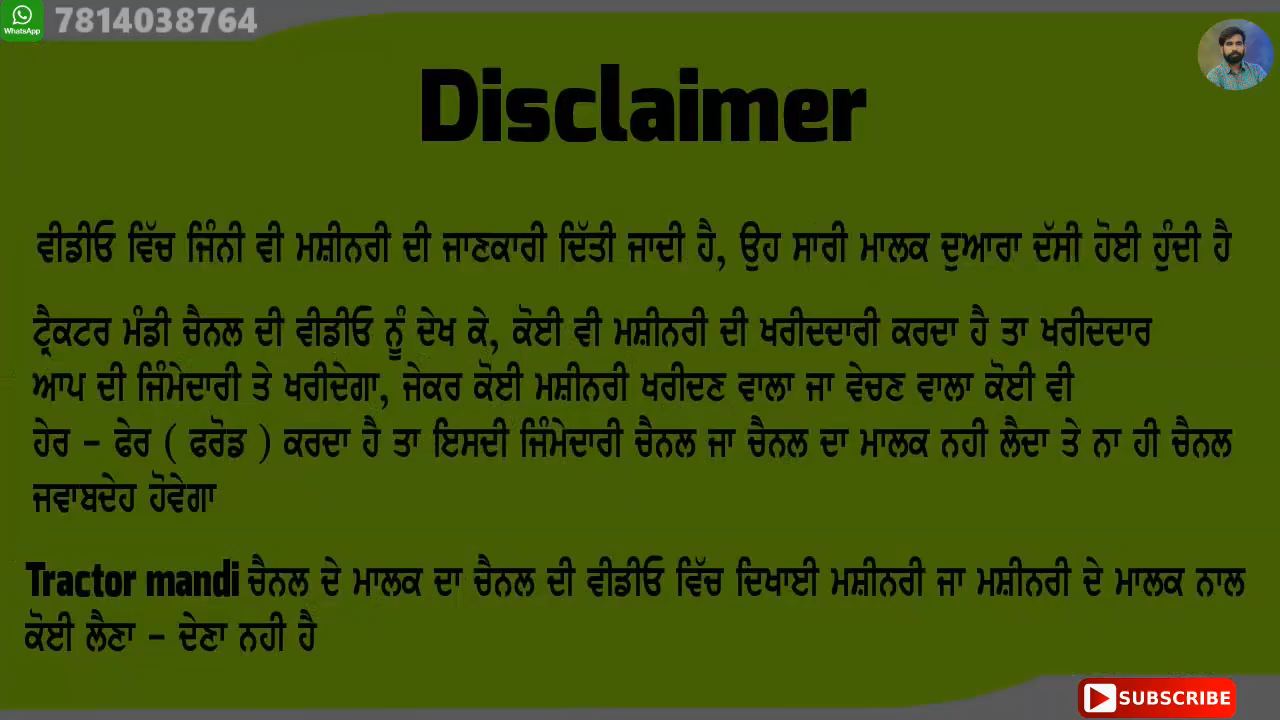 WhatsApp
7814038764
Disclaimer
ਵੀਡੀਓ ਵਿੱਚ ਜਿੰਨੀ ਵੀ ਮਸ਼ੀਨਰੀ ਦੀ ਜਾਣਕਾਰੀ ਦਿੱਤੀ ਜਾਦੀ ਹੈ, ਉਹ ਸਾਰੀ ਮਾਲਕ ਦੁਆਰਾ ਦੱਸੀ ਹੋਈ ਹੁੰਦੀ ਹੈ
ਟ੍ਰੈਕਟਰ ਮੰਡੀ ਚੈਨਲ ਦੀ ਵੀਡੀਓ ਨੂੰ ਦੇਖ ਕੇ, ਕੋਈ ਵੀ ਮਸ਼ੀਨਰੀ ਦੀ ਖਰੀਦਦਾਰੀ ਕਰਦਾ ਹੈ ਤਾ ਖਰੀਦਦਾਰ
ਆਪ ਦੀ ਜਿੰਮੇਦਾਰੀ ਤੇ ਖਰੀਦੇਗਾ, ਜੇਕਰ ਕੋਈ ਮਸ਼ੀਨਰੀ ਖਰੀਦਣ ਵਾਲਾ ਜਾ ਵੇਚਣ ਵਾਲਾ ਕੋਈ ਵੀ
ਹੇਰ - ਫੇਰ ( ਫਰੋਡ ) ਕਰਦਾ ਹੈ ਤਾ ਇਸਦੀ ਜਿੰਮੇਦਾਰੀ ਚੈਨਲ ਜਾ ਚੈਨਲ ਦਾ ਮਾਲਕ ਨਹੀ ਲੈਦਾ ਤੇ ਨਾ ਹੀ ਚੈਨਲ
ਜਵਾਬਦੇਹ ਹੋਵੇਗਾ
Tractor mandi ਚੈਨਲ ਦੇ ਮਾਲਕ ਦਾ ਚੈਨਲ ਦੀ ਵੀਡੀਓ ਵਿੱਚ ਦਿਖਾਈ ਮਸ਼ੀਨਰੀ ਜਾ ਮਸ਼ੀਨਰੀ ਦੇ ਮਾਲਕ ਨਾਲ
ਕੋਈ ਲੈਣਾ - ਦੇਣਾ ਨਹੀ ਹੈ
SUBSCRIBE